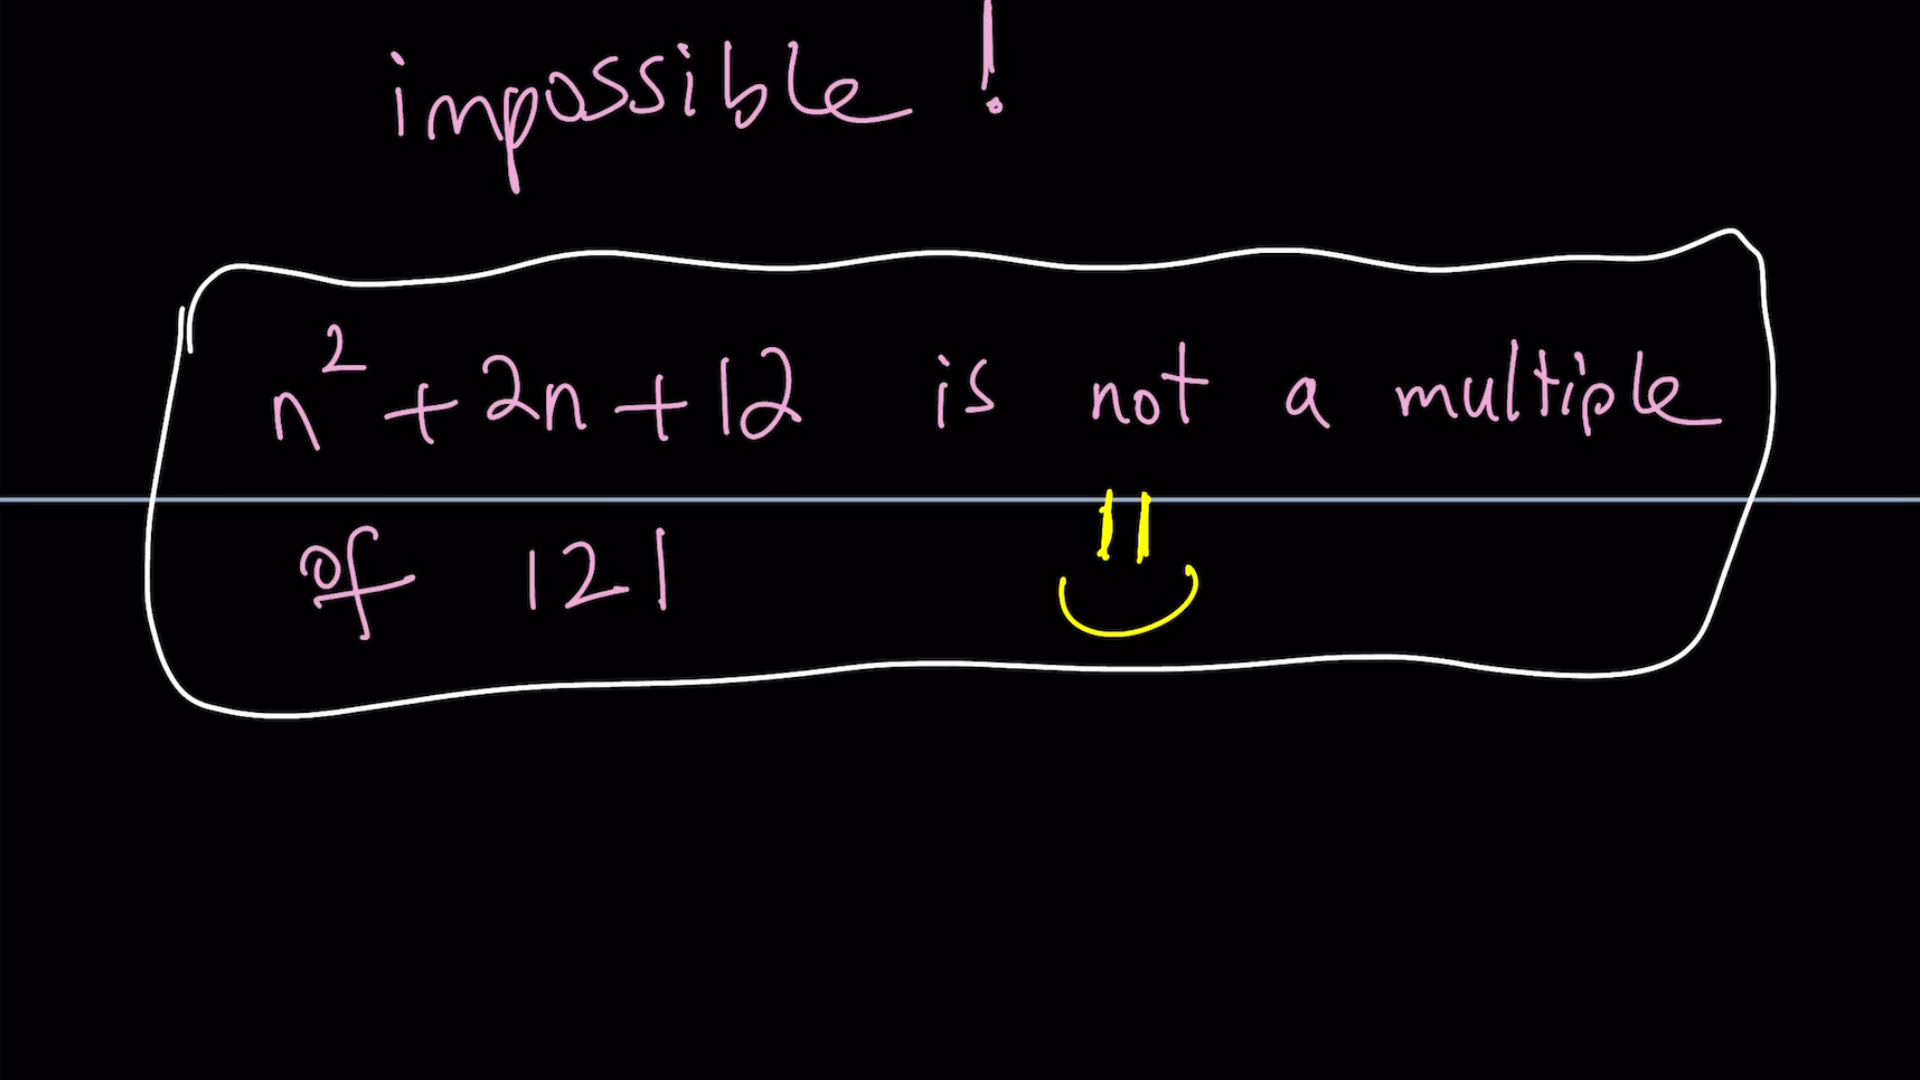 impossible!
n² + 2n + 12 is not a multiple
of 121